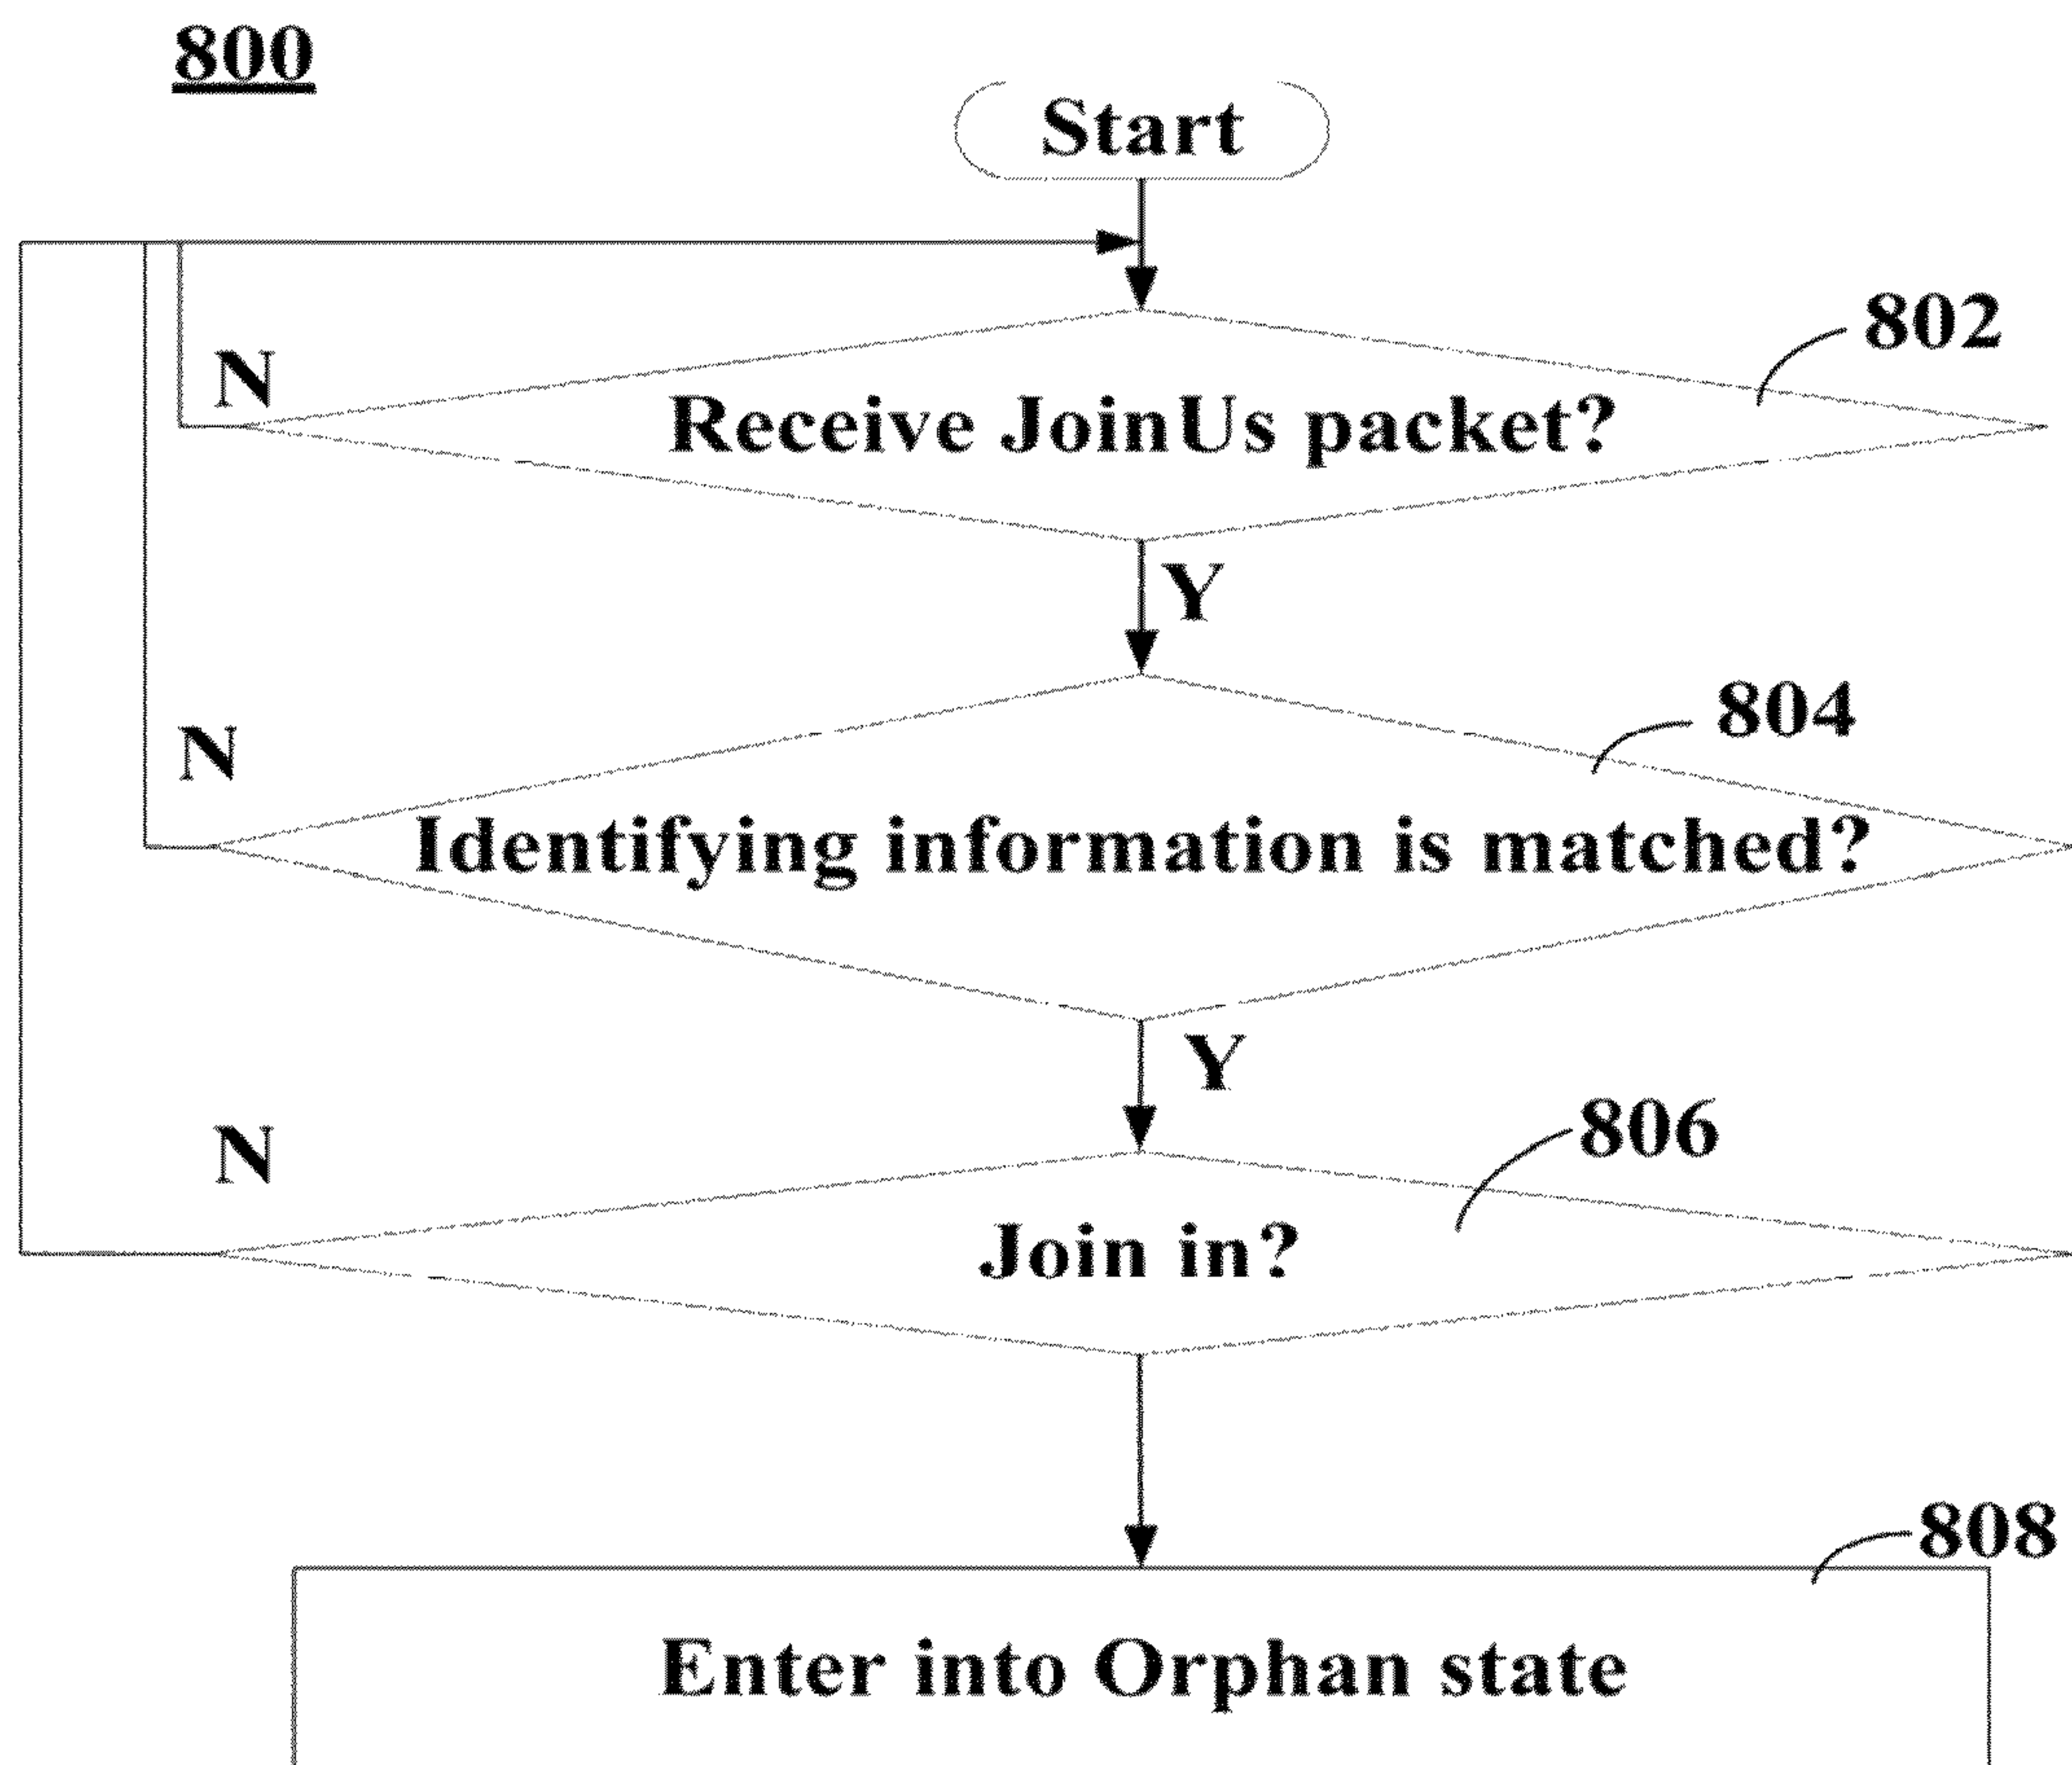 800
Start
802
N
Receive JoinUs packet?
Y
804
N
Identifying information is matched?
Y
806
N
Join in?
808
Enter into Orphan state